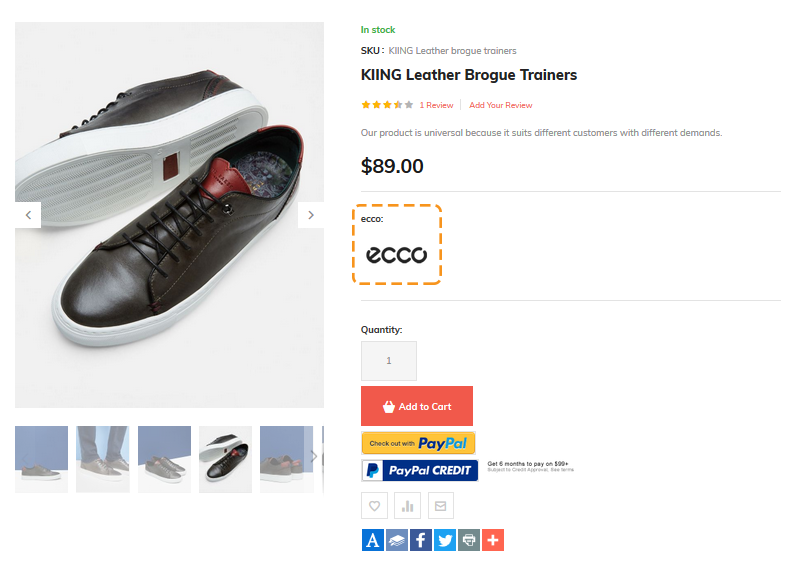 In stock
SKU : KIING Leather brogue trainers
KIING Leather Brogue Trainers
1 Review Add Your Review
Our product is universal because it suits different customers with different demands.
$89.00
ecco:
ecco
Quantity:
1
Add to Cart
Check out with PayPal
PayPal CREDIT
Get 6 months to pay on $99+
Subject to Credit Approval. See terms